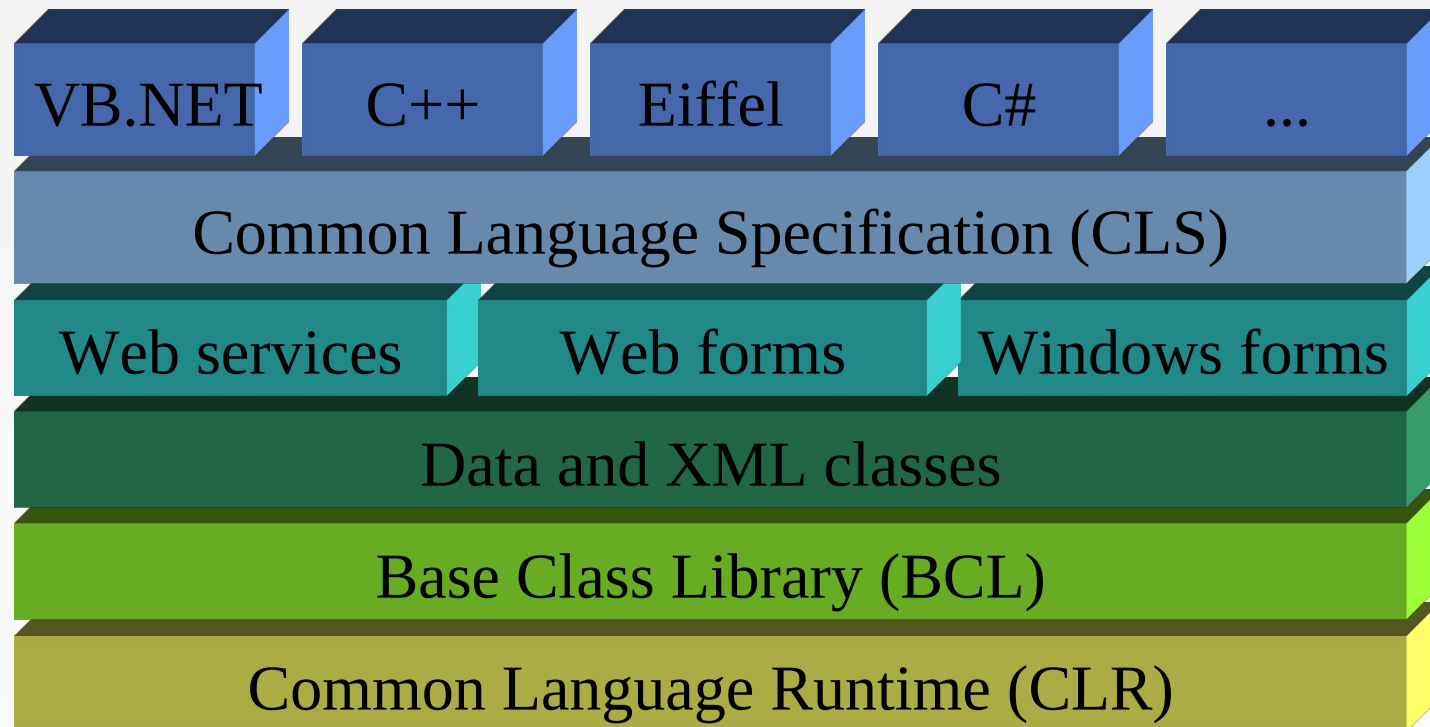 VB.NET C++ Eiffel C# ...
Common Language Specification (CLS)
Web services Web forms Windows forms
Data and XML classes
Base Class Library (BCL)
Common Language Runtime (CLR)